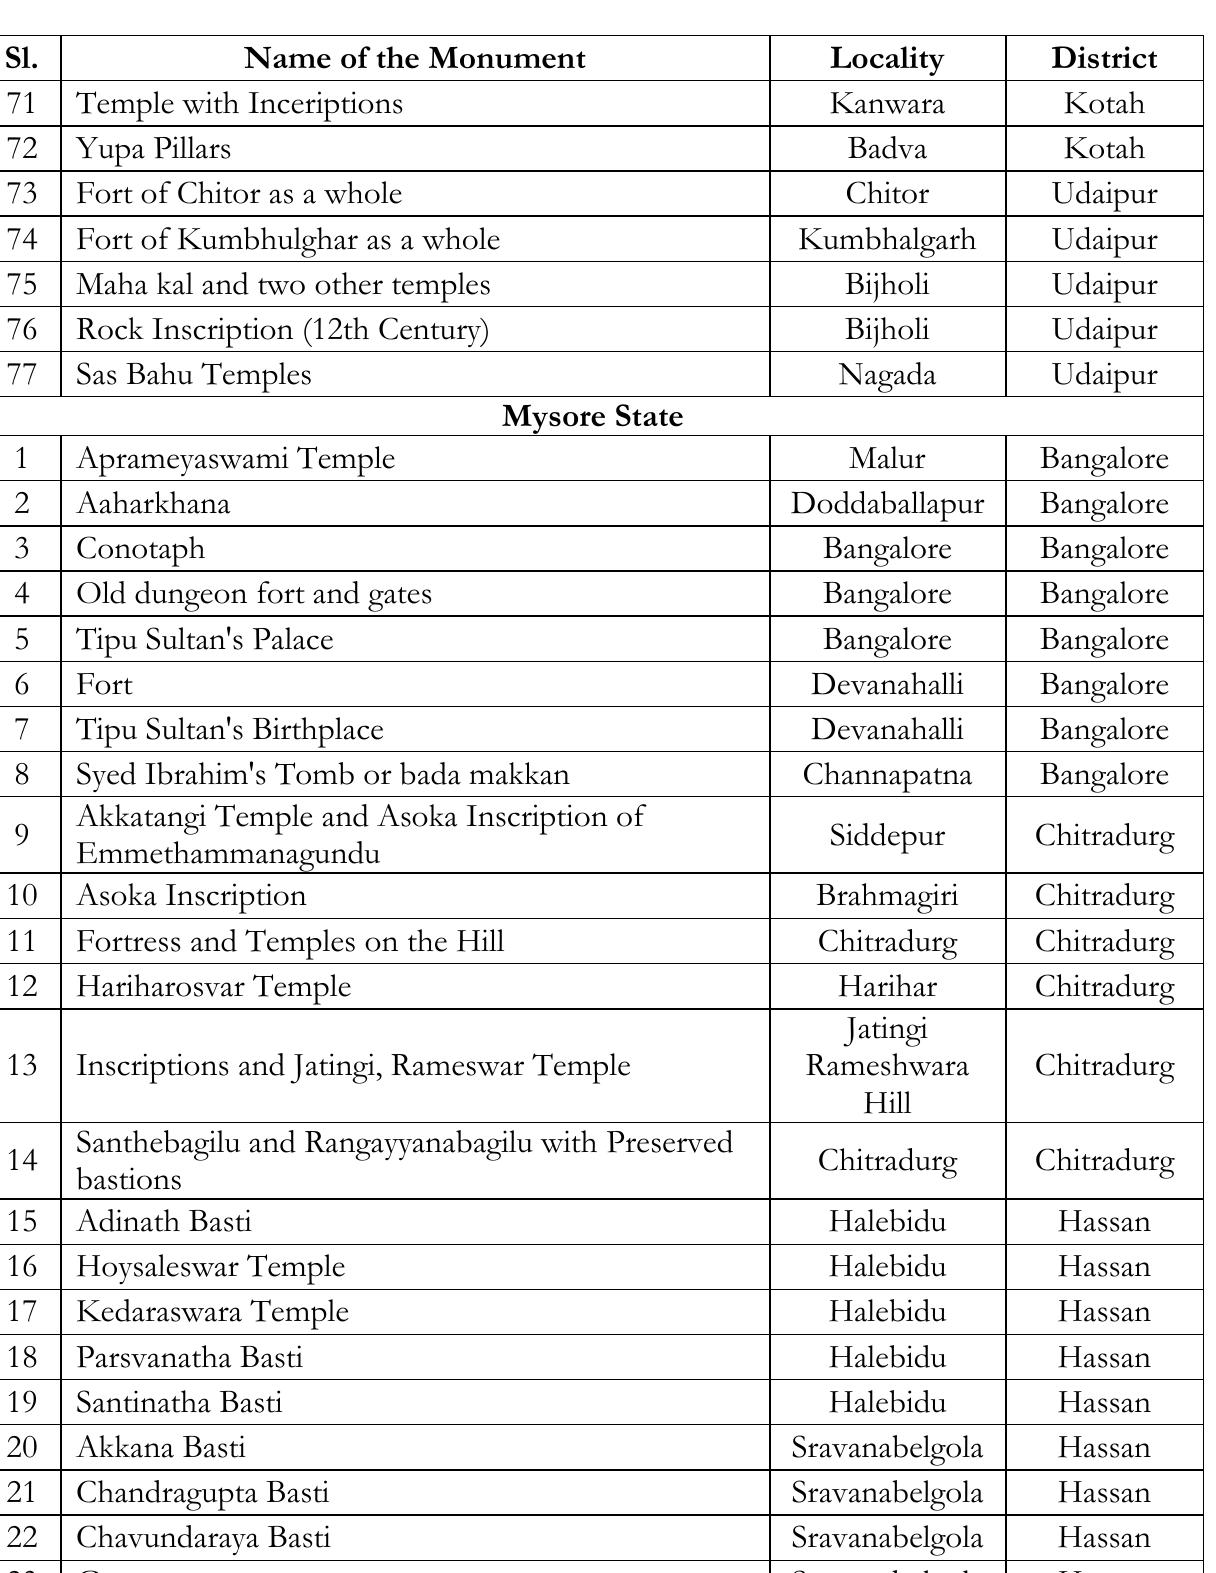 Sl. Name of the Monument Locality District
71 Temple with Inceriptions Kanwara Kotah
72 Yupa Pillars Badva Kotah
73 Fort of Chitor as a whole Chitor Udaipur
74 Fort of Kumbhulghar as a whole Kumbhalgarh Udaipur
75 Maha kal and two other temples Bijholi Udaipur
76 Rock Inscription (12th Century) Bijholi Udaipur
77 Sas Bahu Temples Nagada Udaipur
Mysore State
1 Aprameyaswami Temple Malur Bangalore
2 Aaharkhana Doddaballapur Bangalore
3 Conotaph Bangalore Bangalore
4 Old dungeon fort and gates Bangalore Bangalore
5 Tipu Sultan's Palace Bangalore Bangalore
6 Fort Devanahalli Bangalore
7 Tipu Sultan's Birthplace Devanahalli Bangalore
8 Syed Ibrahim's Tomb or bada makkan Channapatna Bangalore
9 Akkatangi Temple and Asoka Inscription of
Emmethammanagundu Siddepur Chitradurg
10 Asoka Inscription Brahmagiri Chitradurg
11 Fortress and Temples on the Hill Chitradurg Chitradurg
12 Hariharosvar Temple Harihar Chitradurg
13 Inscriptions and Jatingi, Rameswar Temple Jatingi
Rameshwara
Hill Chitradurg
14 Santhebagilu and Rangayyanabagilu with Preserved
bastions Chitradurg Chitradurg
15 Adinath Basti Halebidu Hassan
16 Hoysaleswar Temple Halebidu Hassan
17 Kedaraswara Temple Halebidu Hassan
18 Parsvanatha Basti Halebidu Hassan
19 Santinatha Basti Halebidu Hassan
20 Akkana Basti Sravanabelgola Hassan
21 Chandragupta Basti Sravanabelgola Hassan
22 Chavundaraya Basti Sravanabelgola Hassan